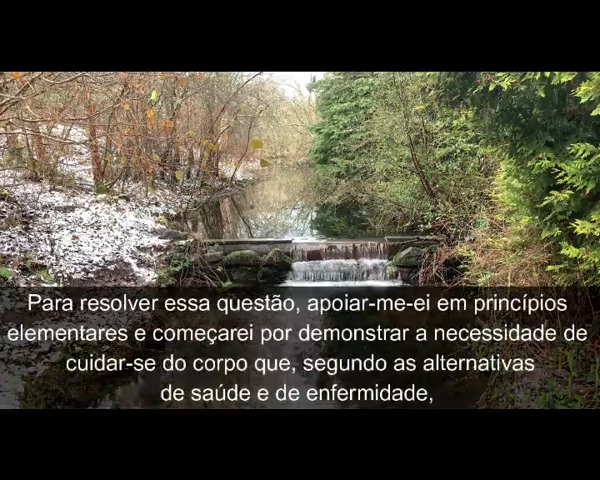 Para resolver essa questão, apoiar-me-ei em princípios
elementares e começarei por demonstrar a necessidade de
cuidar-se do corpo que, segundo as alternativas
de saúde e de enfermidade,